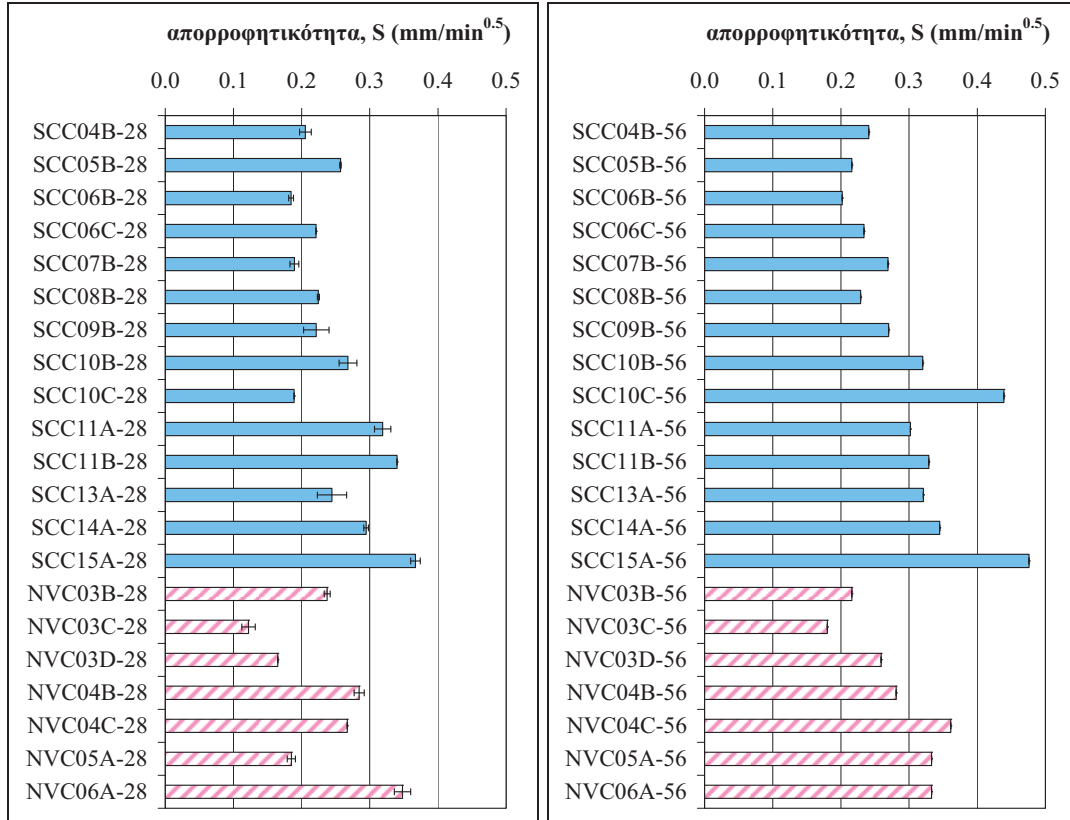 απορροφητικότητα, S (mm/min^0.5)
0.0 0.1 0.2 0.3 0.4 0.5
SCC04B-28
SCC05B-28
SCC06B-28
SCC06C-28
SCC07B-28
SCC08B-28
SCC09B-28
SCC10B-28
SCC10C-28
SCC11A-28
SCC11B-28
SCC13A-28
SCC14A-28
SCC15A-28
NVC03B-28
NVC03C-28
NVC03D-28
NVC04B-28
NVC04C-28
NVC05A-28
NVC06A-28
απορροφητικότητα, S (mm/min^0.5)
0.0 0.1 0.2 0.3 0.4 0.5
SCC04B-56
SCC05B-56
SCC06B-56
SCC06C-56
SCC07B-56
SCC08B-56
SCC09B-56
SCC10B-56
SCC10C-56
SCC11A-56
SCC11B-56
SCC13A-56
SCC14A-56
SCC15A-56
NVC03B-56
NVC03C-56
NVC03D-56
NVC04B-56
NVC04C-56
NVC05A-56
NVC06A-56